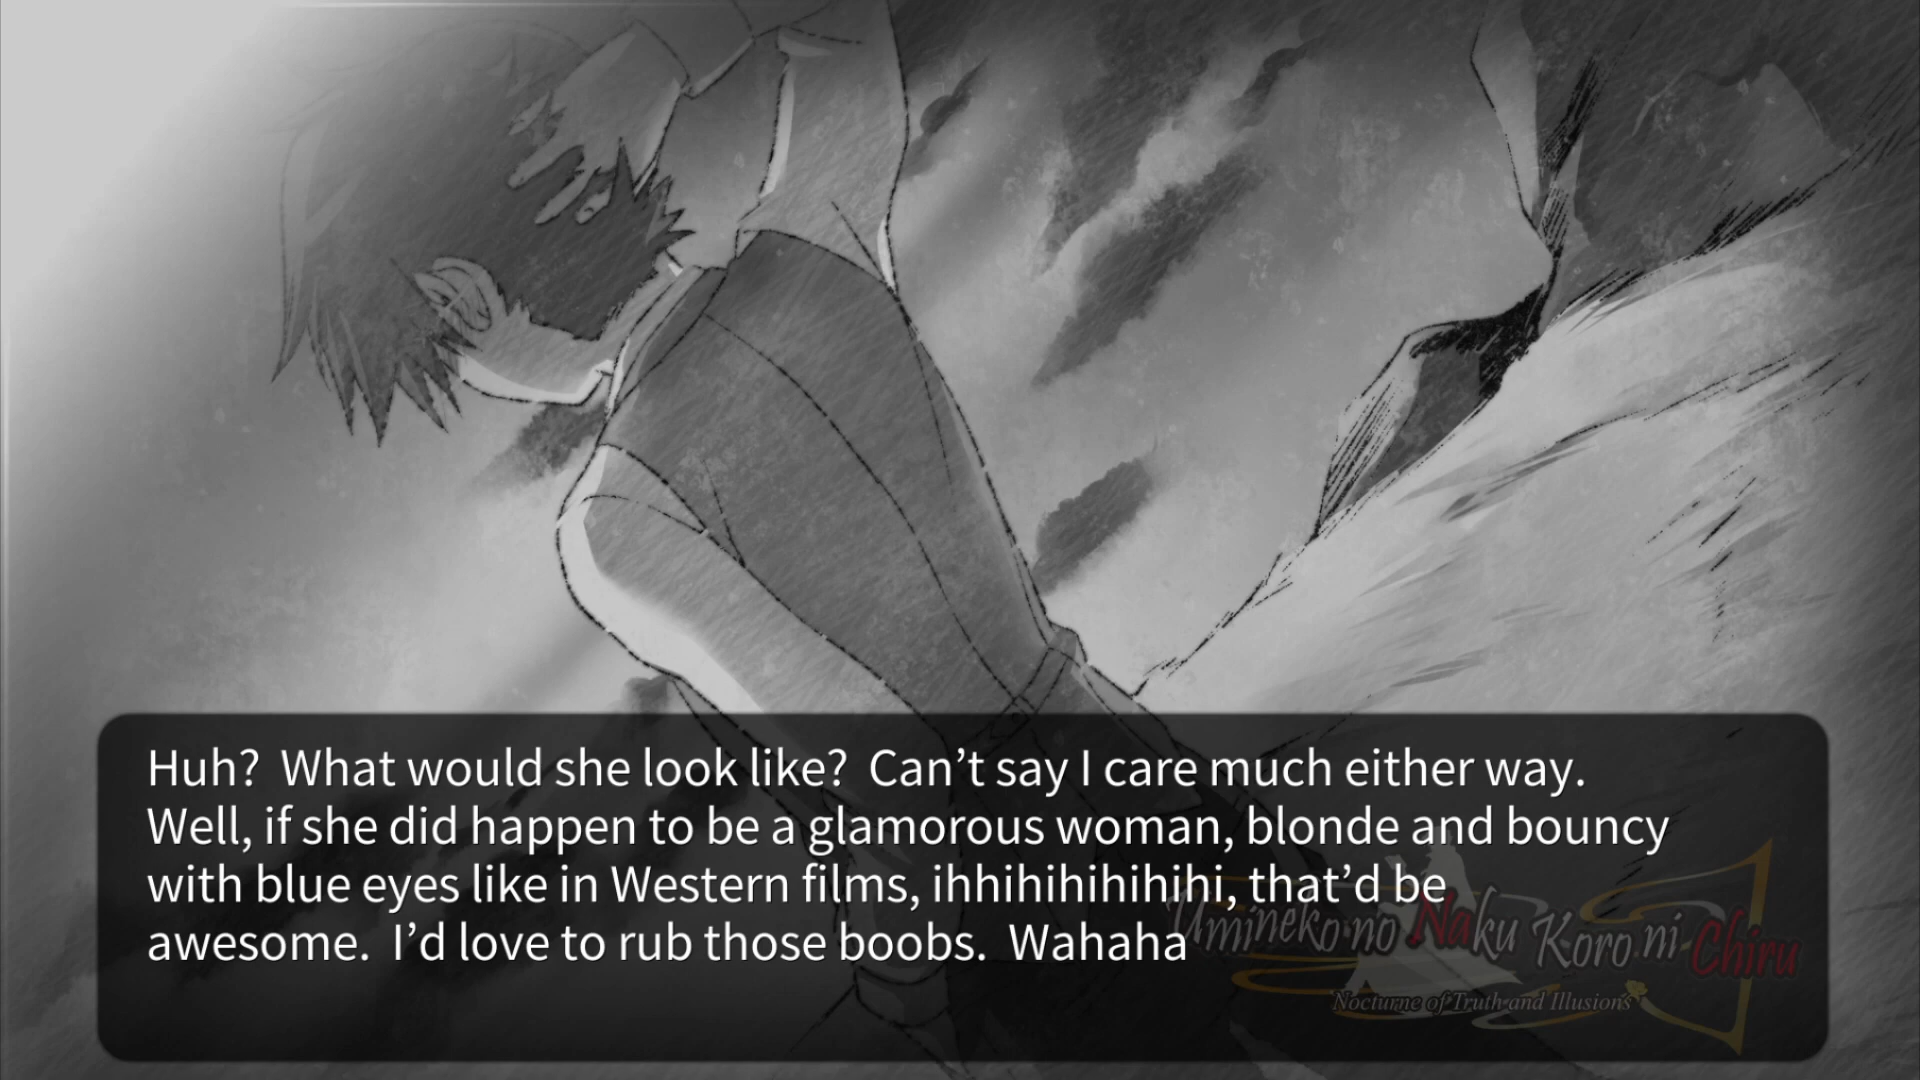 Huh?  What would she look like?  Can’t say I care much either way.
Well, if she did happen to be a glamorous woman, blonde and bouncy
with blue eyes like in Western films, ihhihihihihihi, that’d be
awesome.  I’d love to rub those boobs.  Wahaha
Umineko no Naku Koro ni Chiru
Nocturne of Truth and Illusions